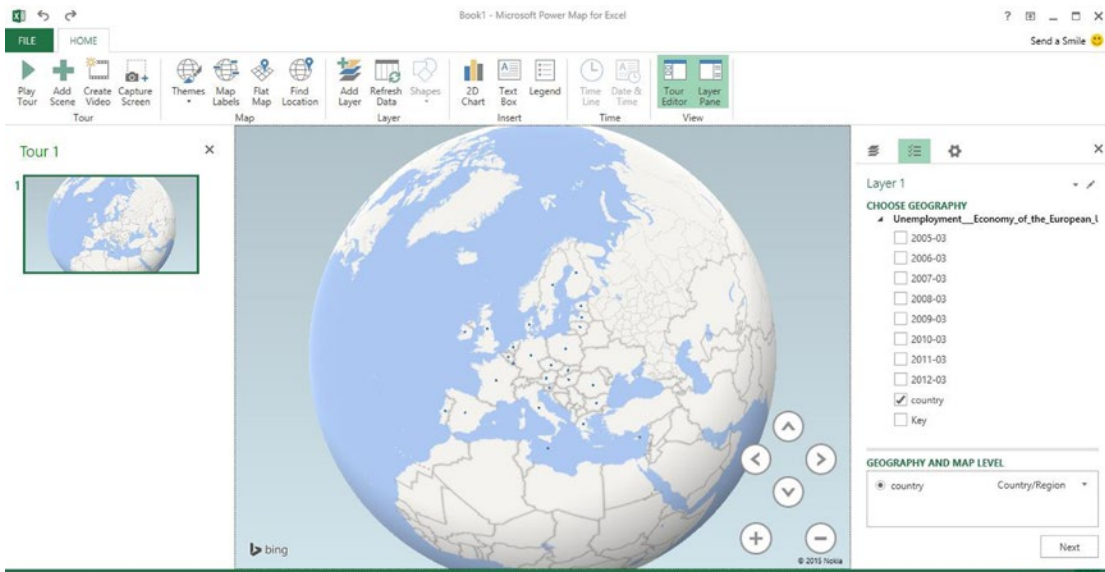 Book1 - Microsoft Power Map for Excel
FILE HOME
Send a Smile
Play Tour
Add Scene
Create Video
Capture Screen
Themes
Map Labels
Flat Map
Find Location
Add Layer
Refresh Data
Shapes
2D Chart
Text Box
Legend
Time Line
Date & Time
Tour Editor
Layer Pane
Tour
Map
Layer
Insert
Time
View
Tour 1
1
bing
© 2015 Nokia
Layer 1
CHOOSE GEOGRAPHY
Unemployment__Economy_of_the_European_U
2005-03
2006-03
2007-03
2008-03
2009-03
2010-03
2011-03
2012-03
country
Key
GEOGRAPHY AND MAP LEVEL
country Country/Region
Next